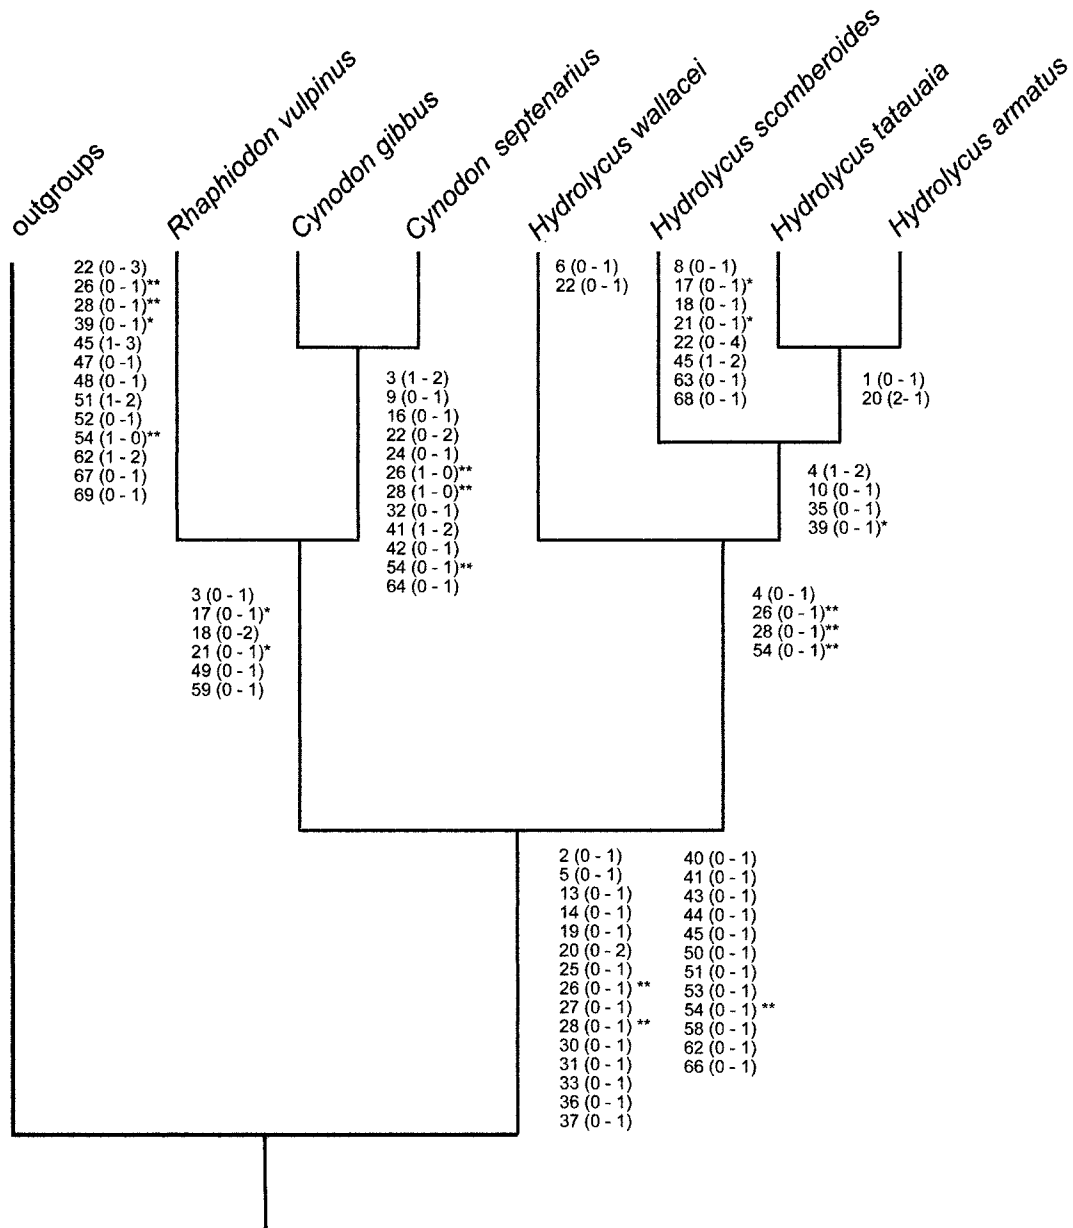 outgroups
Rhaphiodon vulpinus
Cynodon gibbus
Cynodon septenarius
Hydrolycus wallacei
Hydrolycus scomberoides
Hydrolycus tatauaia
Hydrolycus armatus
22 (0 - 3)
26 (0 - 1)**
28 (0 - 1)**
39 (0 - 1)*
45 (1- 3)
47 (0 -1)
48 (0 - 1)
51 (1- 2)
52 (0 -1)
54 (1 - 0)**
62 (1 - 2)
67 (0 - 1)
69 (0 - 1)
3 (1 - 2)
9 (0 - 1)
16 (0 - 1)
22 (0 - 2)
24 (0 - 1)
26 (1 - 0)**
28 (1 - 0)**
32 (0 - 1)
41 (1 - 2)
42 (0 - 1)
54 (0 - 1)**
64 (0 - 1)
6 (0 - 1)
22 (0 - 1)
8 (0 - 1)
17 (0 - 1)*
18 (0 - 1)
21 (0 - 1)*
22 (0 - 4)
45 (1 - 2)
63 (0 - 1)
68 (0 - 1)
1 (0 - 1)
20 (2- 1)
4 (1 - 2)
10 (0 - 1)
35 (0 - 1)
39 (0 - 1)*
3 (0 - 1)
17 (0 - 1)*
18 (0 -2)
21 (0 - 1)*
49 (0 - 1)
59 (0 - 1)
4 (0 - 1)
26 (0 - 1)**
28 (0 - 1)**
54 (0 - 1)**
2 (0 - 1)
5 (0 - 1)
13 (0 - 1)
14 (0 - 1)
19 (0 - 1)
20 (0 - 2)
25 (0 - 1)
26 (0 - 1) **
27 (0 - 1)
28 (0 - 1) **
30 (0 - 1)
31 (0 - 1)
33 (0 - 1)
36 (0 - 1)
37 (0 - 1)
40 (0 - 1)
41 (0 - 1)
43 (0 - 1)
44 (0 - 1)
45 (0 - 1)
50 (0 - 1)
51 (0 - 1)
53 (0 - 1)
54 (0 - 1) **
58 (0 - 1)
62 (0 - 1)
66 (0 - 1)